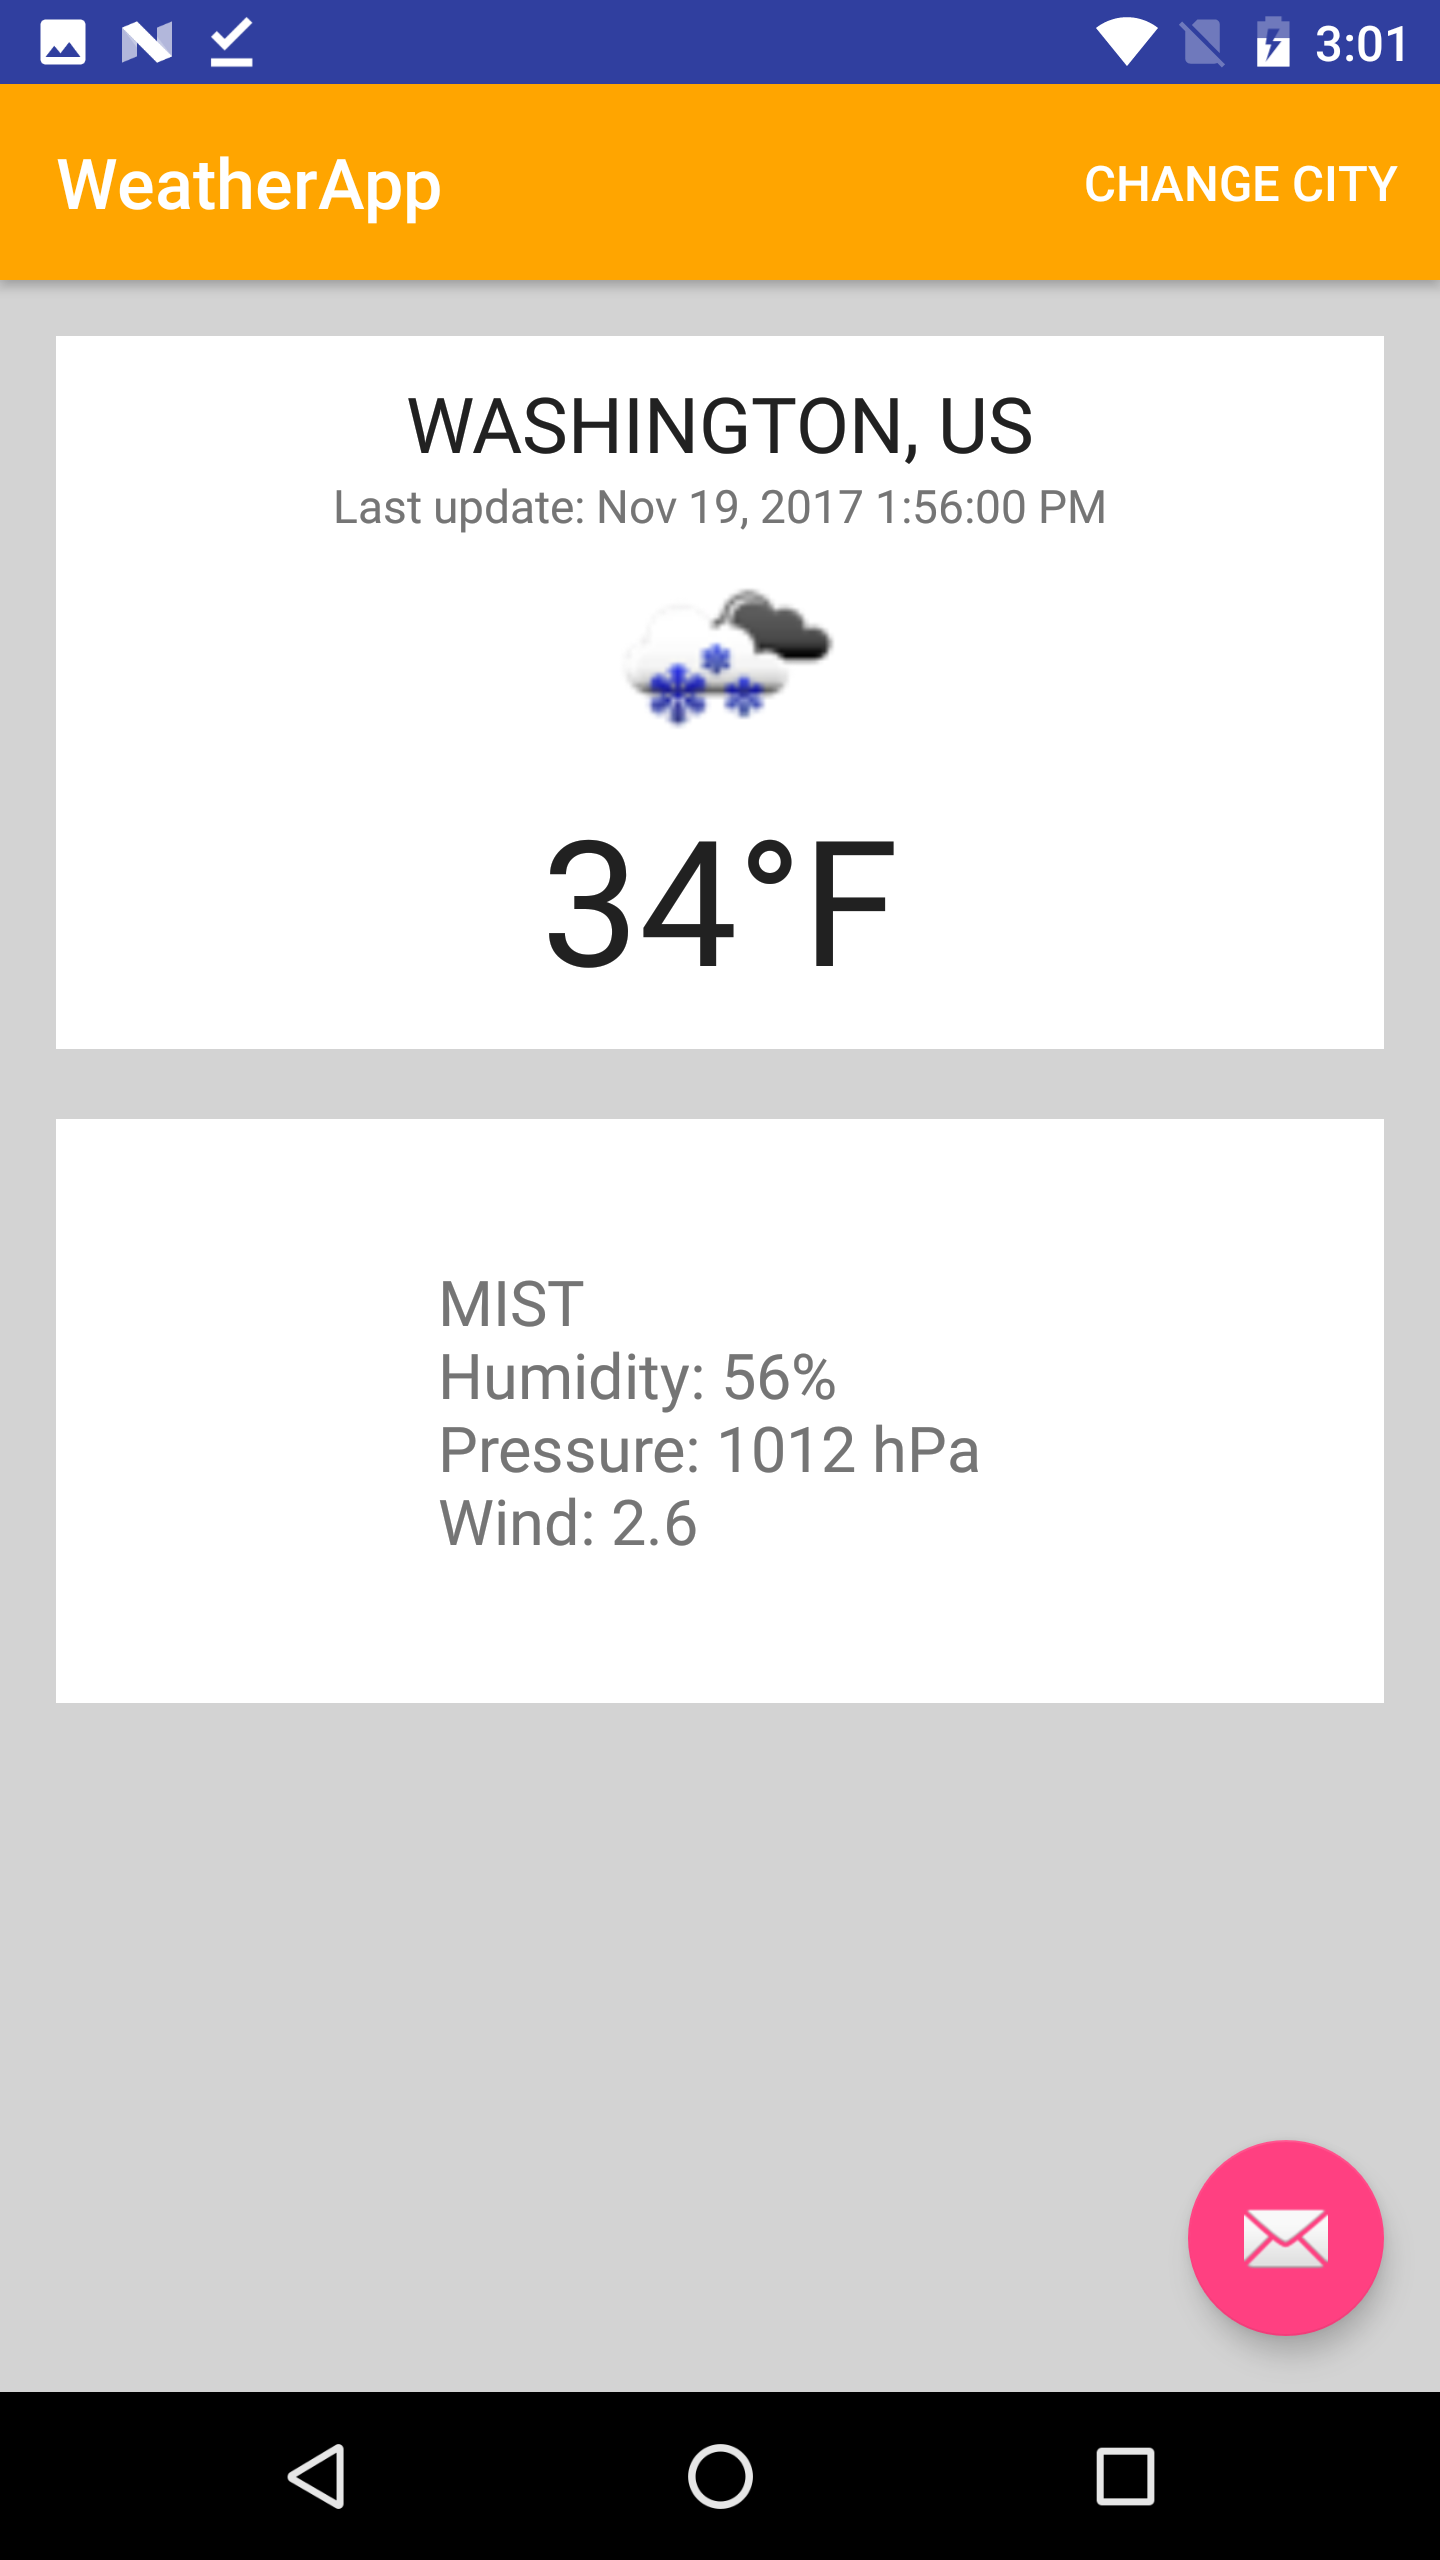 3:01
WeatherApp
CHANGE CITY
WASHINGTON, US
Last update: Nov 19, 2017 1:56:00 PM
34°F
MIST
Humidity: 56%
Pressure: 1012 hPa
Wind: 2.6